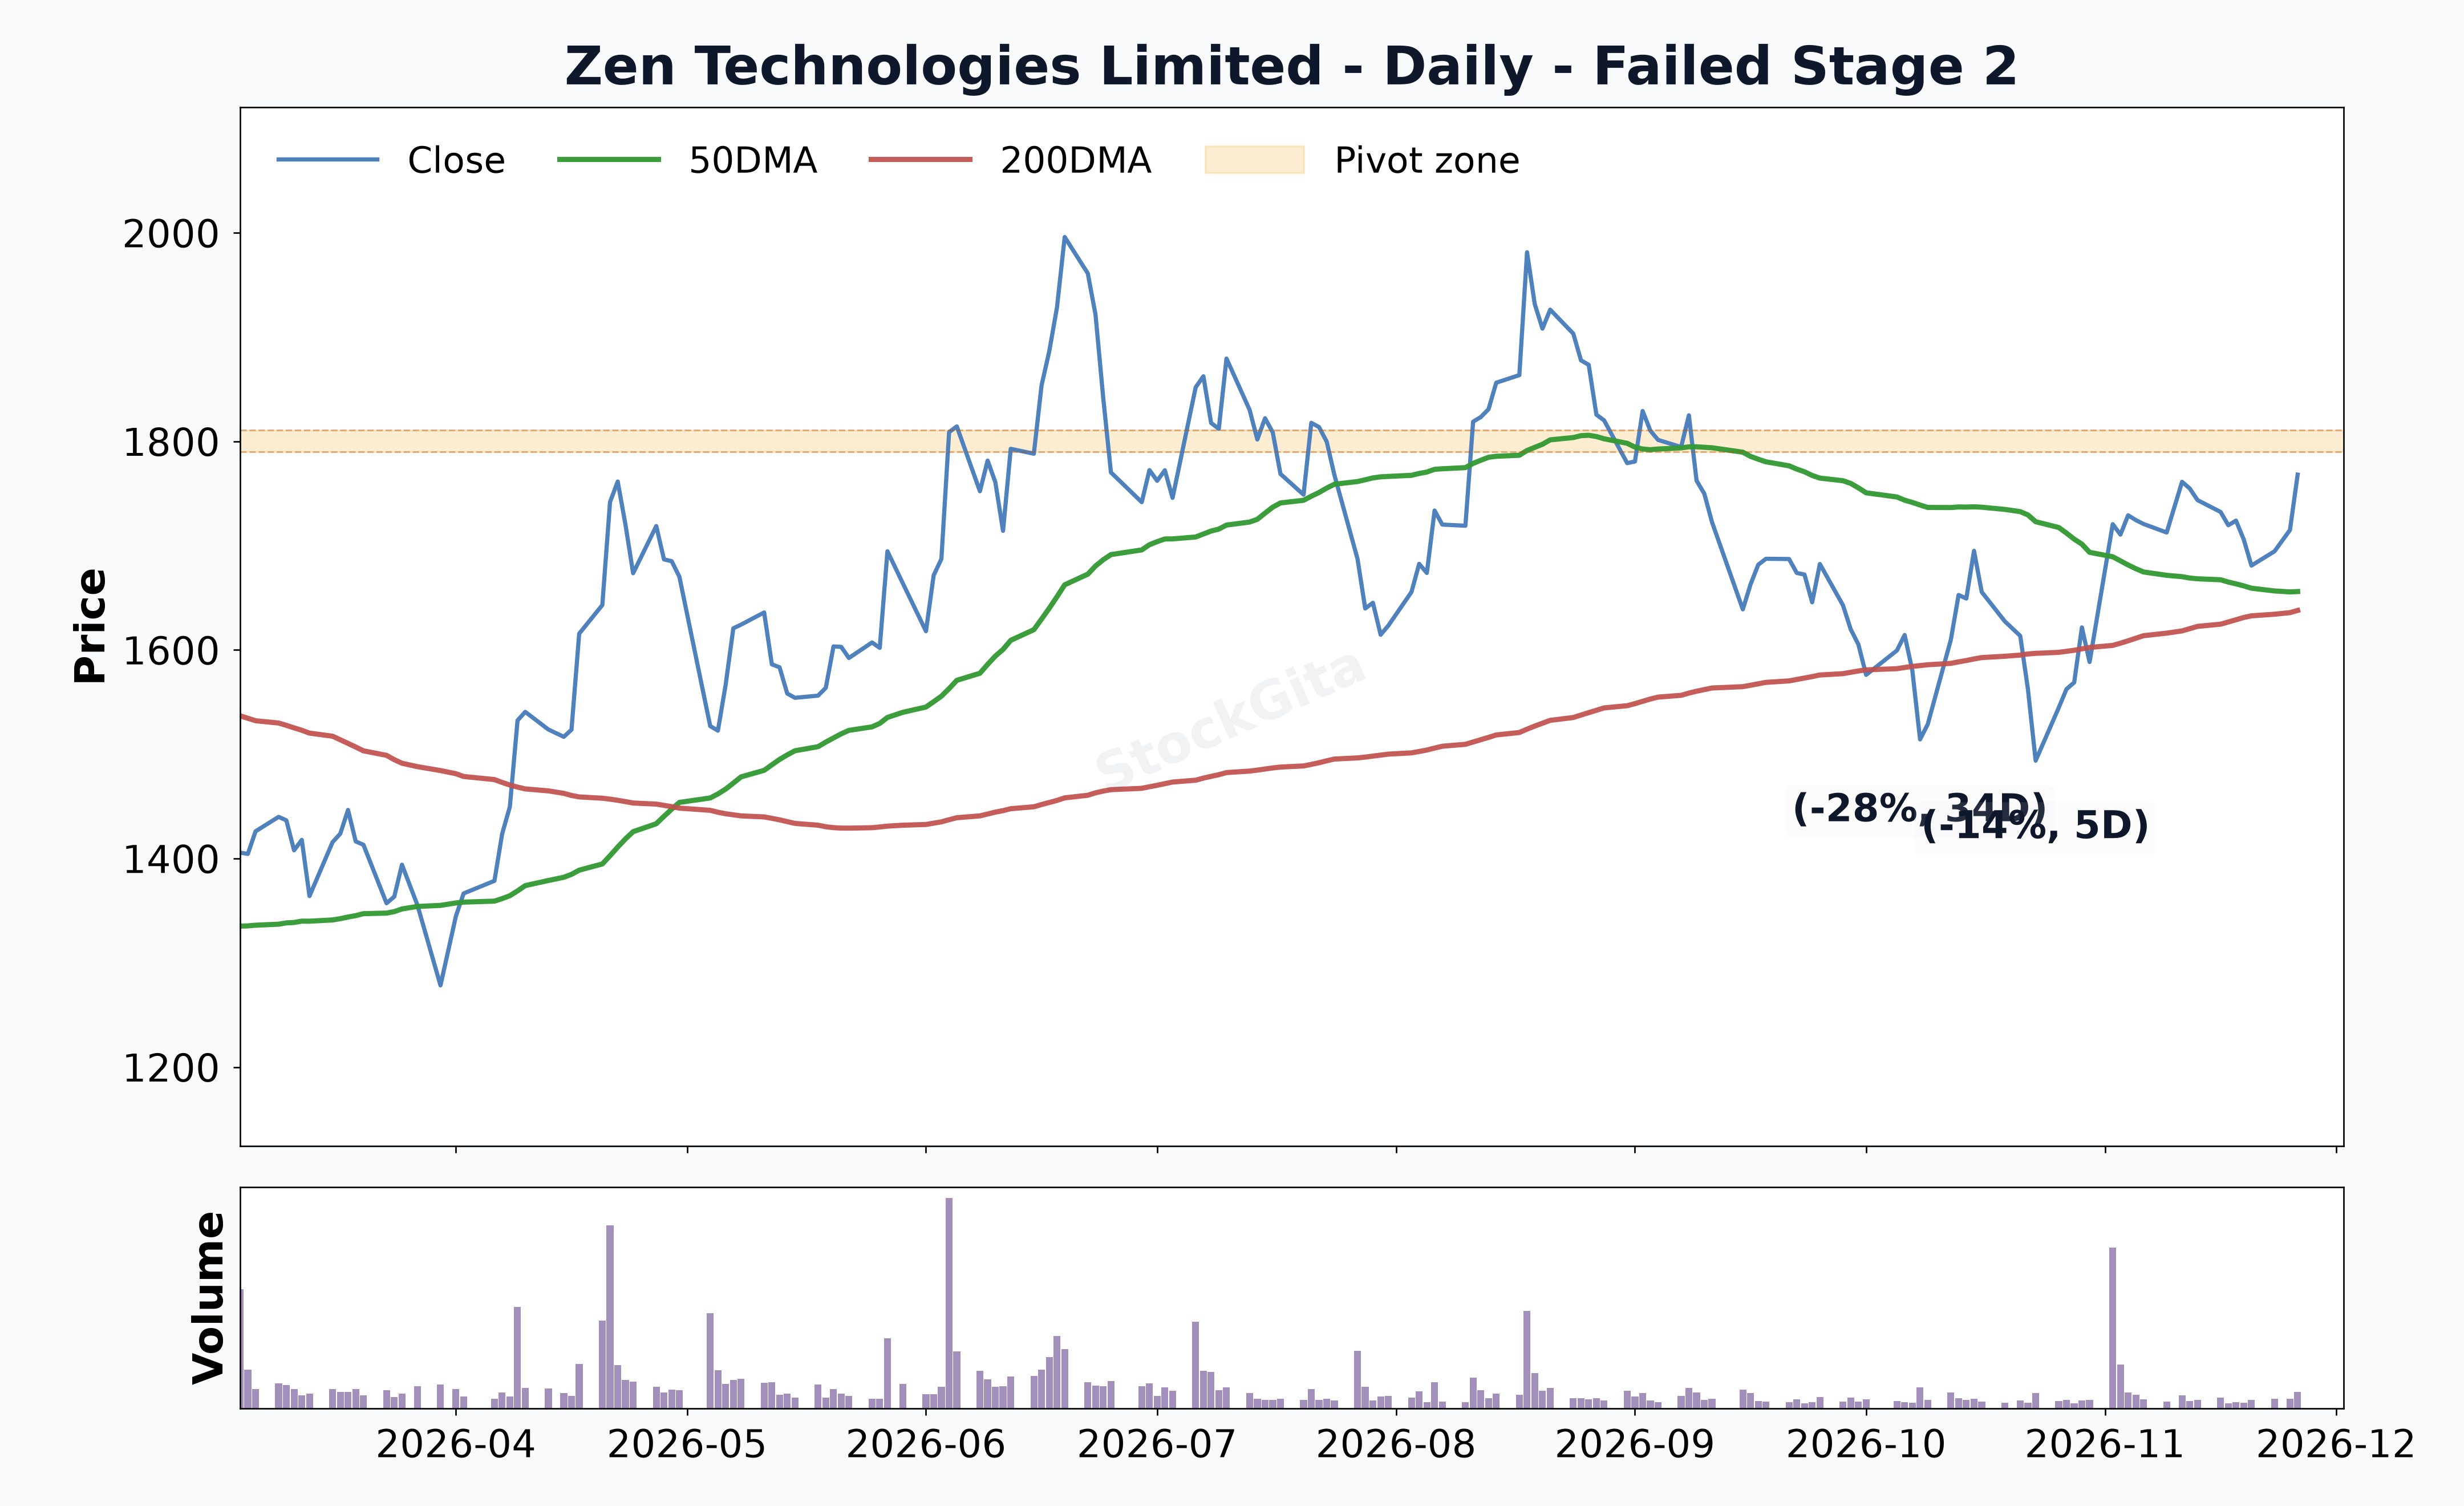 Zen Technologies Limited - Daily - Failed Stage 2
Close 50DMA 200DMA Pivot zone
Price
2000
1800
1600
1400
1200
StockGita
(-28%, 34D)
(-14%, 5D)
Volume
2026-04 2026-05 2026-06 2026-07 2026-08 2026-09 2026-10 2026-11 2026-12